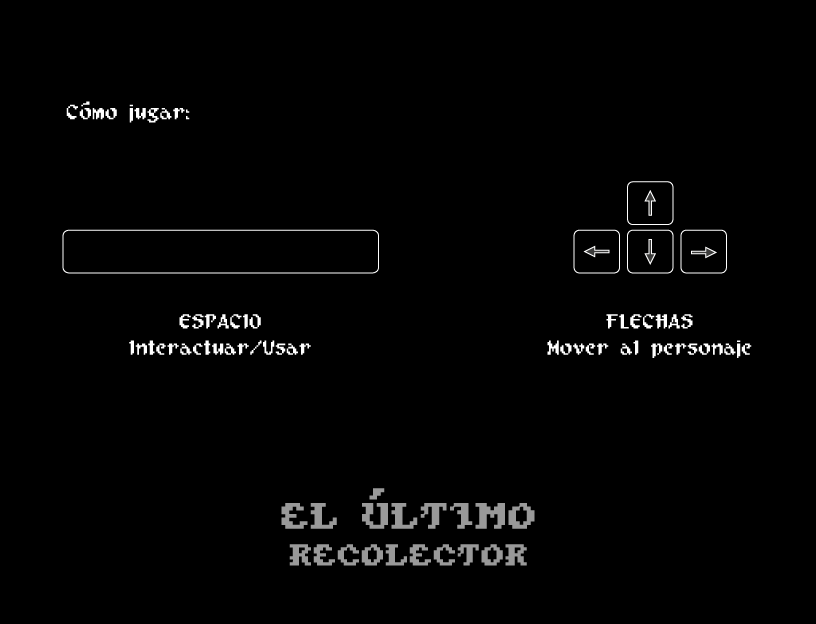 Cómo jugar:
ESPACIO
Interactuar/Usar
FLECHAS
Mover al personaje
EL ÚLTIMO
RECOLECTOR